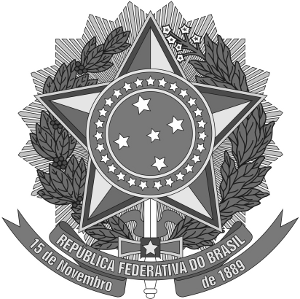 REPUBLICA FEDERATIVA DO BRASIL
15 de Novembro
de 1889